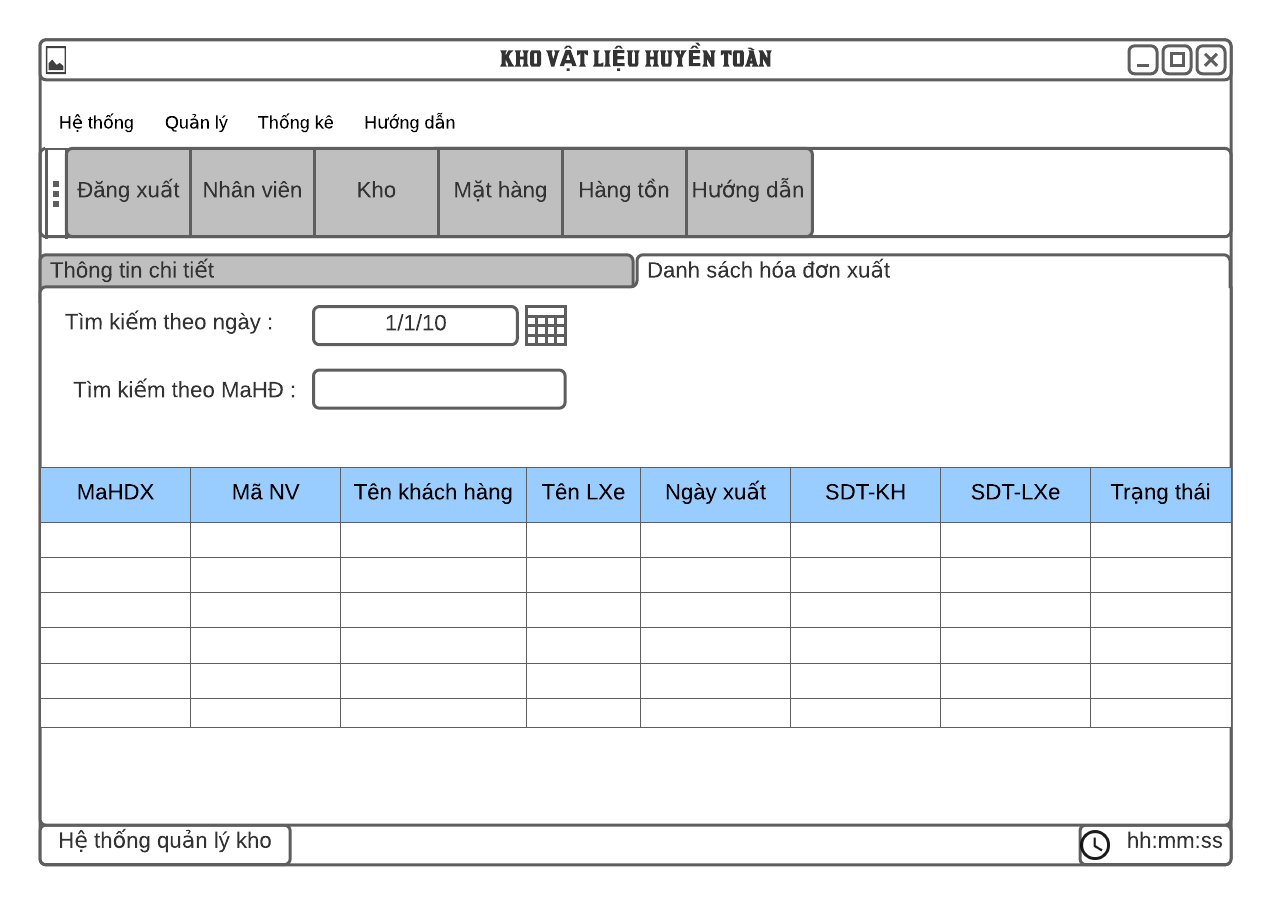 KHO VẬT LIỆU HUYỀN TOÀN
Hệ thống Quản lý Thống kê Hướng dẫn
Đăng xuất Nhân viên Kho Mặt hàng Hàng tồn Hướng dẫn
Thông tin chi tiết Danh sách hóa đơn xuất
Tìm kiếm theo ngày : 1/1/10
Tìm kiếm theo MaHĐ :
MaHDX Mã NV Tên khách hàng Tên LXe Ngày xuất SDT-KH SDT-LXe Trạng thái
Hệ thống quản lý kho hh:mm:ss